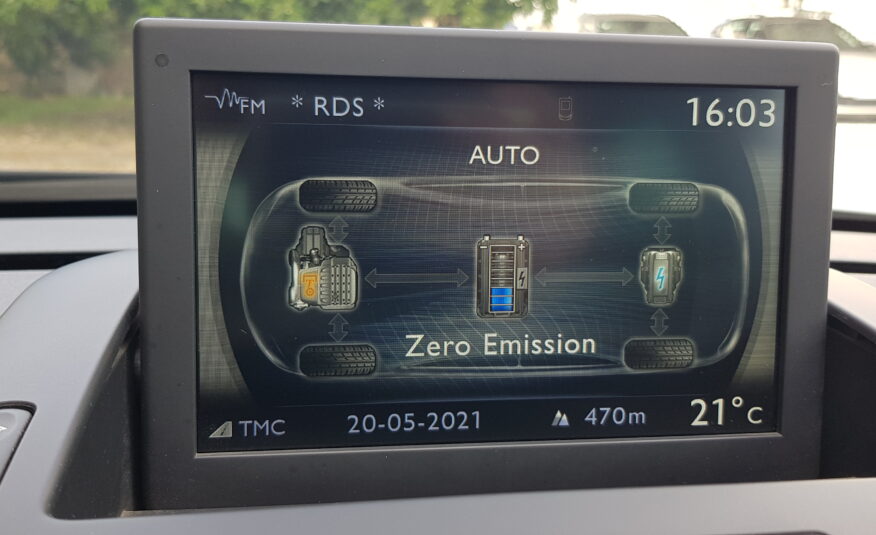 FM * RDS * 16:03
AUTO
Zero Emission
TMC 20-05-2021 470m 21°C